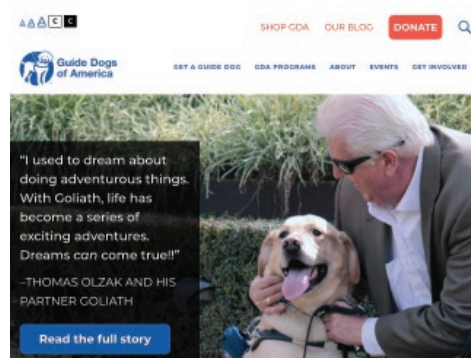 A A A C C
SHOP GDA OUR BLOG DONATE
Guide Dogs
of America
GET A GUIDE DOG GDA PROGRAMS ABOUT EVENTS GET INVOLVED
"I used to dream about
doing adventurous things.
With Goliath, life has
become a series of
exciting adventures.
Dreams can come true!!"
–THOMAS OLZAK AND HIS
PARTNER GOLIATH
Read the full story